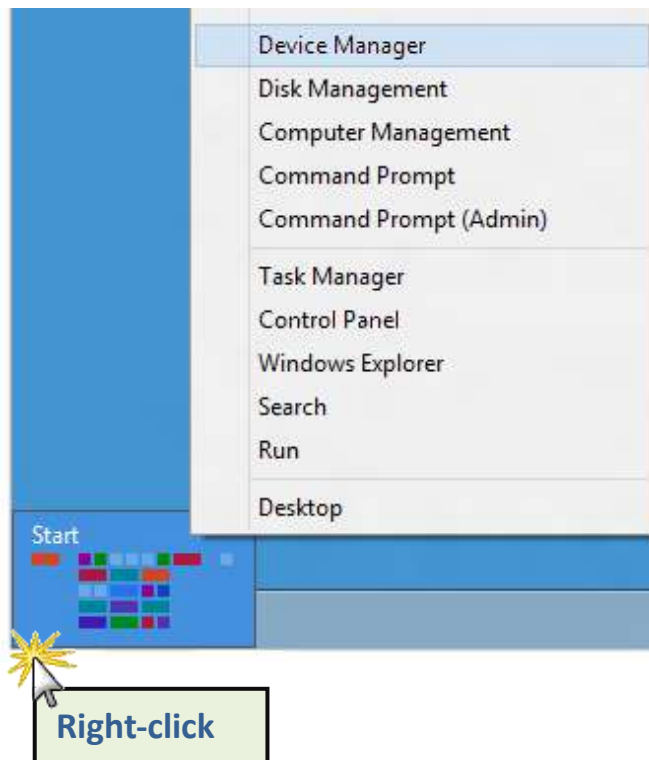 Device Manager
Disk Management
Computer Management
Command Prompt
Command Prompt (Admin)
Task Manager
Control Panel
Windows Explorer
Search
Run
Desktop
Start
Right-click